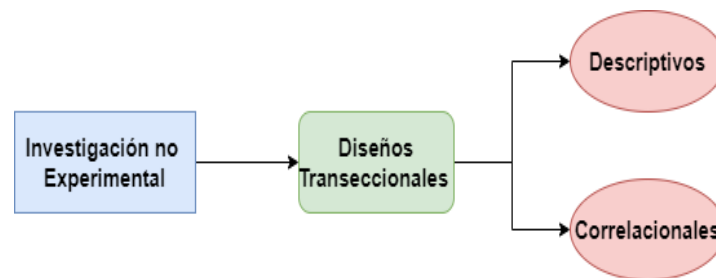 Investigación no
Experimental
Diseños
Transeccionales
Descriptivos
Correlacionales